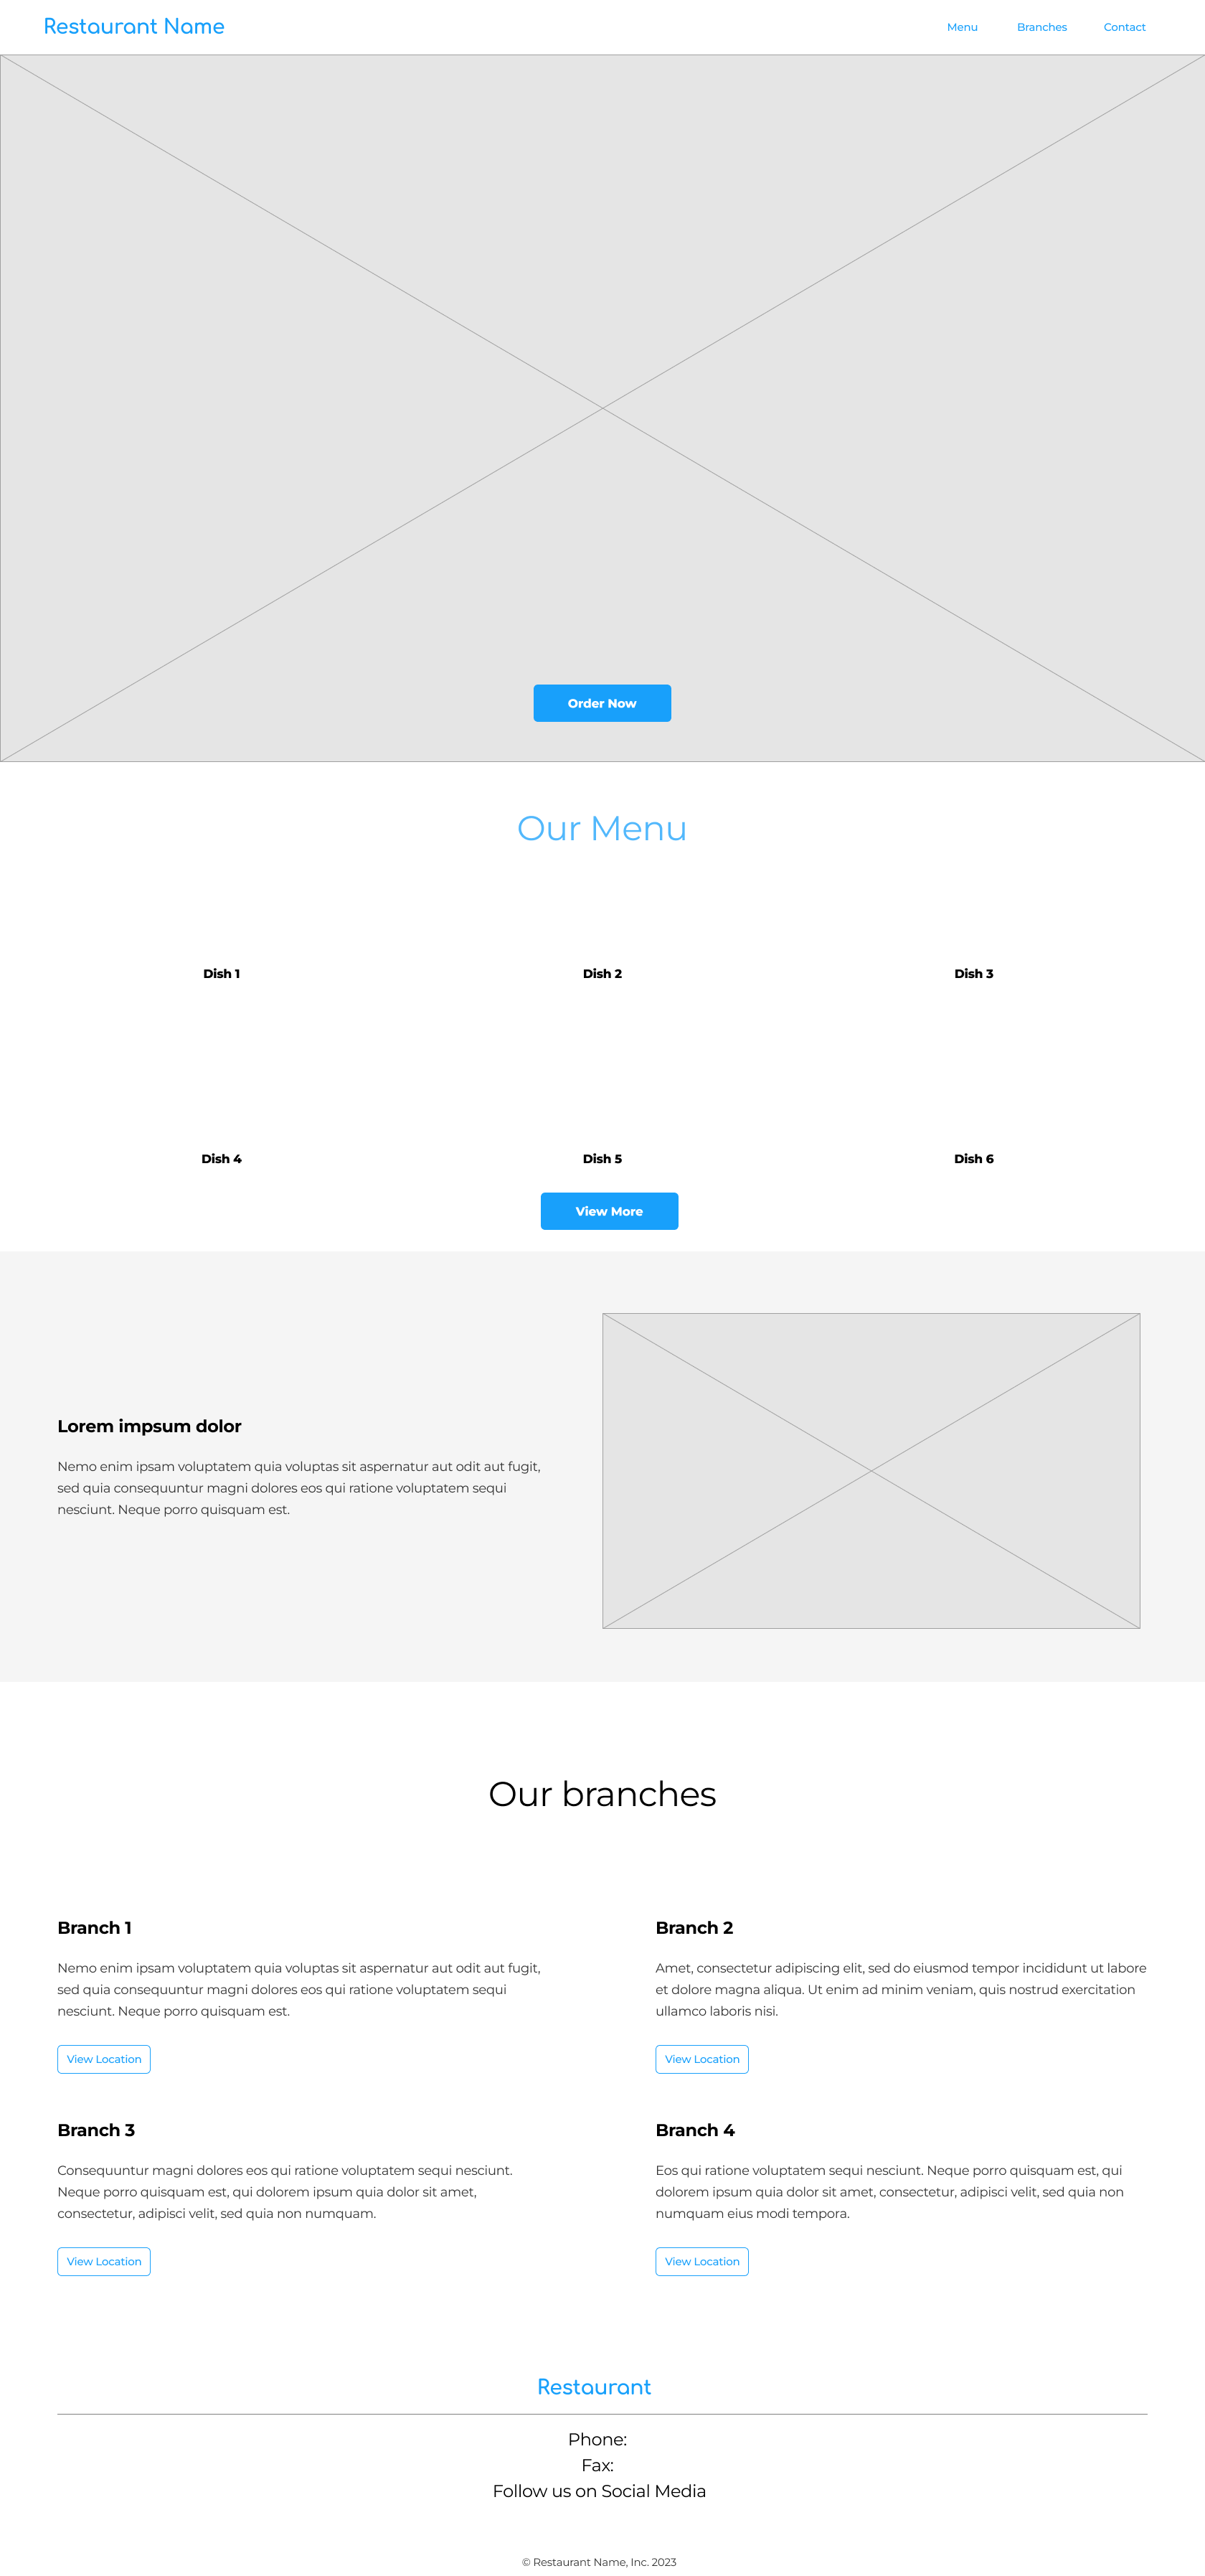 Restaurant Name
Menu Branches Contact
Order Now
Our Menu
Dish 1 Dish 2 Dish 3
Dish 4 Dish 5 Dish 6
View More
Lorem impsum dolor
Nemo enim ipsam voluptatem quia voluptas sit aspernatur aut odit aut fugit,
sed quia consequuntur magni dolores eos qui ratione voluptatem sequi
nesciunt. Neque porro quisquam est.
Our branches
Branch 1
Nemo enim ipsam voluptatem quia voluptas sit aspernatur aut odit aut fugit,
sed quia consequuntur magni dolores eos qui ratione voluptatem sequi
nesciunt. Neque porro quisquam est.
View Location
Branch 2
Amet, consectetur adipiscing elit, sed do eiusmod tempor incididunt ut labore
et dolore magna aliqua. Ut enim ad minim veniam, quis nostrud exercitation
ullamco laboris nisi.
View Location
Branch 3
Consequuntur magni dolores eos qui ratione voluptatem sequi nesciunt.
Neque porro quisquam est, qui dolorem ipsum quia dolor sit amet,
consectetur, adipisci velit, sed quia non numquam.
View Location
Branch 4
Eos qui ratione voluptatem sequi nesciunt. Neque porro quisquam est, qui
dolorem ipsum quia dolor sit amet, consectetur, adipisci velit, sed quia non
numquam eius modi tempora.
View Location
Restaurant
Phone:
Fax:
Follow us on Social Media
© Restaurant Name, Inc. 2023